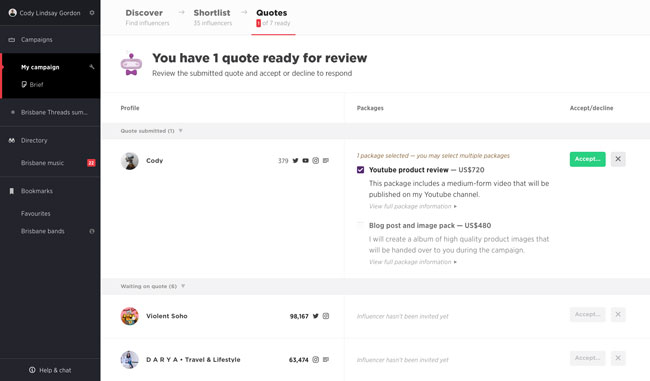 Cody Lindsay Gordon
Campaigns
My campaign
Brief
Brisbane Threads sum...
Directory
Brisbane music 22
Bookmarks
Favourites
Brisbane bands
Help & chat
Discover → Shortlist → Quotes
Find influencers 35 influencers 1 of 7 ready
You have 1 quote ready for review
Review the submitted quote and accept or decline to respond
Profile Packages Accept/decline
Quote submitted (1)
Cody 379
1 package selected — you may select multiple packages
Accept...
Youtube product review — US$720
This package includes a medium-form video that will be
published on my Youtube channel.
View full package information
Blog post and image pack — US$480
I will create a album of high quality product images that
will be handed over to you during the campaign.
View full package information
Waiting on quote (6)
Violent Soho 98,167 Influencer hasn't been invited yet Accept...
D A R Y A • Travel & Lifestyle 63,474 Influencer hasn't been invited yet Accept...